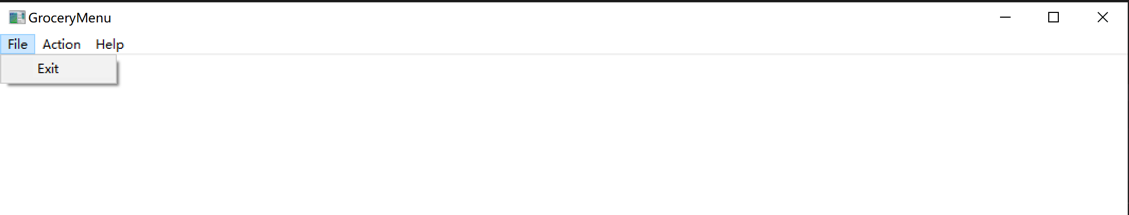 GroceryMenu
File Action Help
Exit